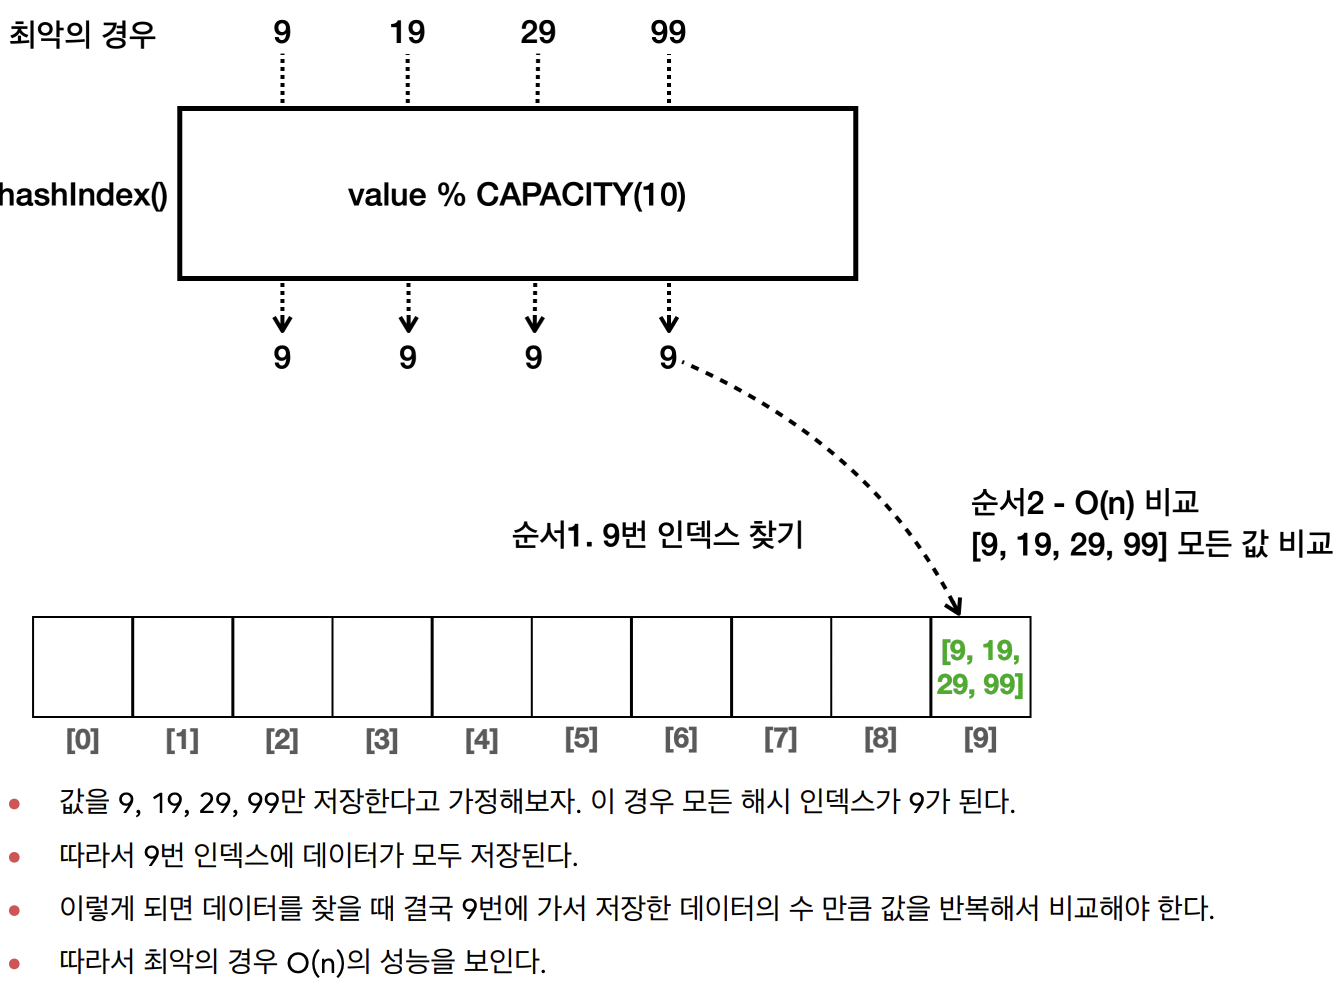 최악의 경우 9 19 29 99
hashIndex() value % CAPACITY(10)
9 9 9 9
순서2 - O(n) 비교
순서1. 9번 인덱스 찾기
[9, 19, 29, 99] 모든 값 비교
[9, 19,
29, 99]
[0] [1] [2] [3] [4] [5] [6] [7] [8] [9]
• 값을 9, 19, 29, 99만 저장한다고 가정해보자. 이 경우 모든 해시 인덱스가 9가 된다.
• 따라서 9번 인덱스에 데이터가 모두 저장된다.
• 이렇게 되면 데이터를 찾을 때 결국 9번에 가서 저장한 데이터의 수 만큼 값을 반복해서 비교해야 한다.
• 따라서 최악의 경우 O(n)의 성능을 보인다.